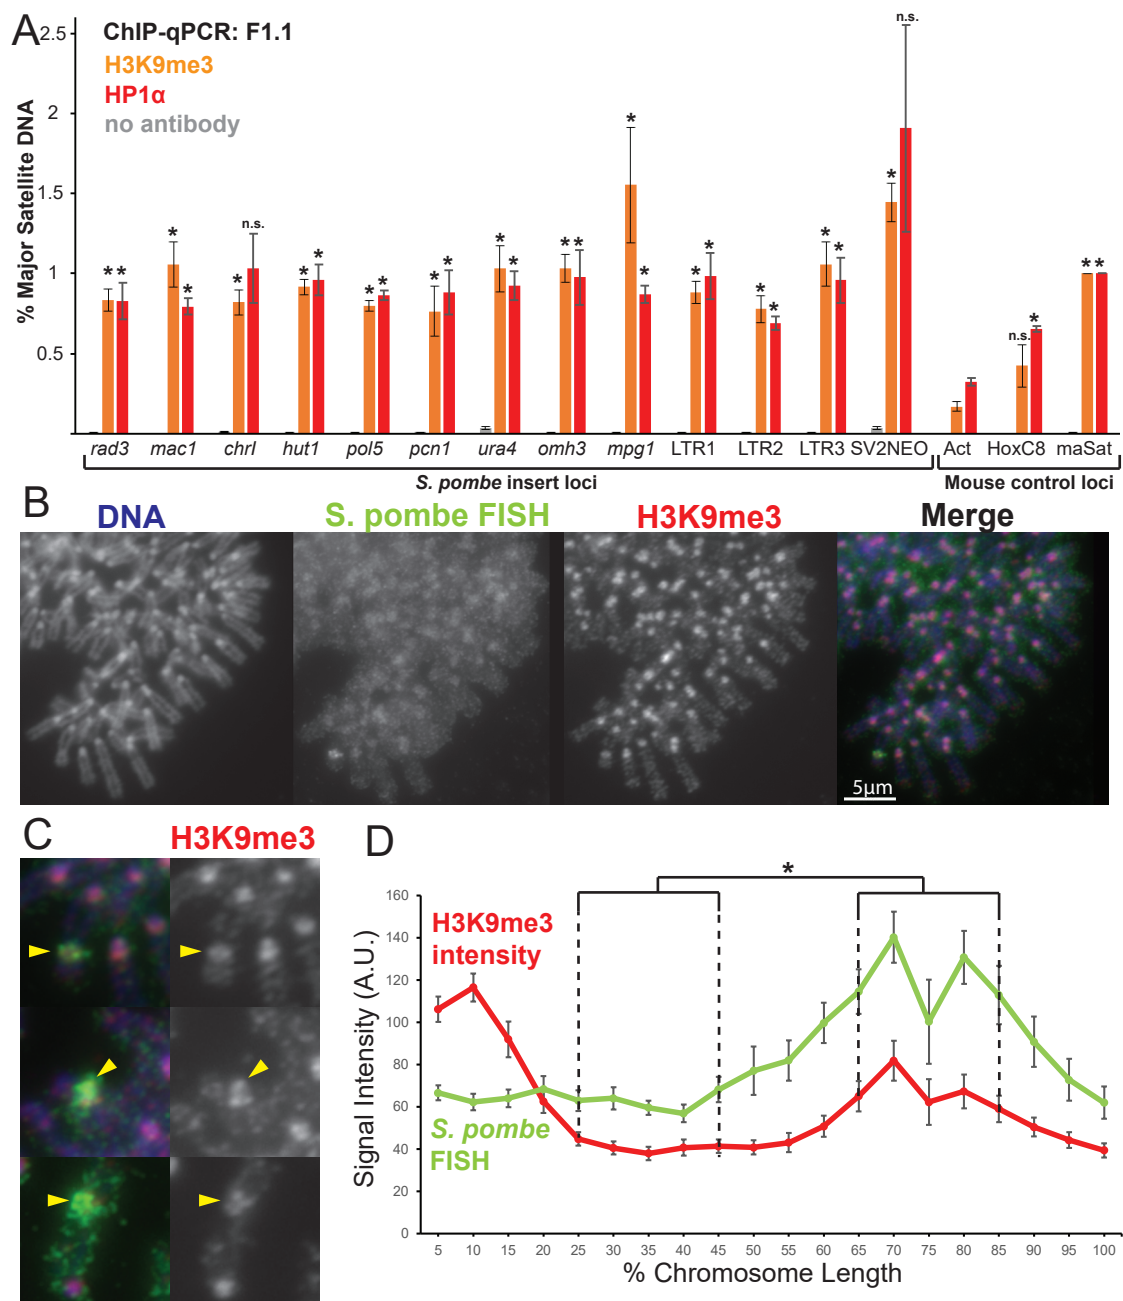 A
ChIP-qPCR: F1.1
H3K9me3
HP1α
no antibody
% Major Satellite DNA
2.5
2
1.5
1
0.5
* * * * * n.s. * * * * * * * * * * * * * * * * * * * n.s. n.s. * * *
rad3 mac1 chrI hut1 pol5 pcn1 ura4 omh3 mpg1 LTR1 LTR2 LTR3 SV2NEO Act HoxC8 maSat
S. pombe insert loci Mouse control loci
B
DNA S. pombe FISH H3K9me3 Merge
5µm
C
H3K9me3
D
*
Signal Intensity (A.U.)
160
140
120
100
80
60
40
20
0
H3K9me3
intensity
S. pombe
FISH
5 10 15 20 25 30 35 40 45 50 55 60 65 70 75 80 85 90 95 100
% Chromosome Length